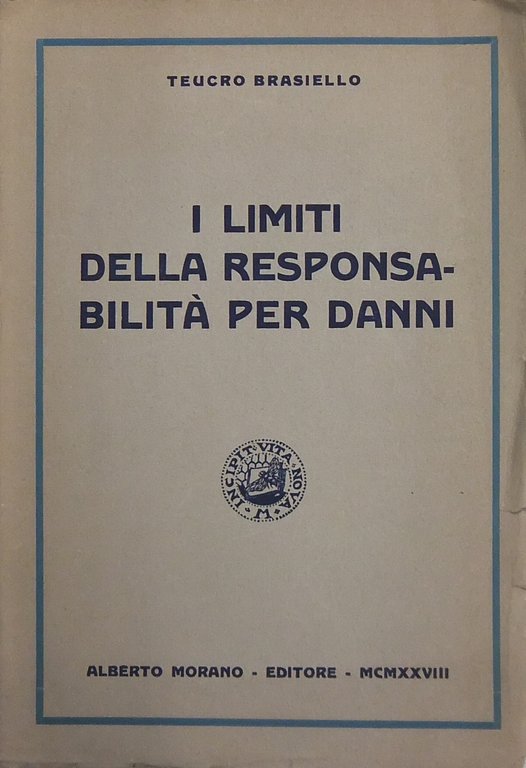 TEUCRO BRASIELLO
I LIMITI
DELLA RESPONSA-
BILITÀ PER DANNI
INCIPIT VITA NOVA
M
ALBERTO MORANO - EDITORE - MCMXXVIII